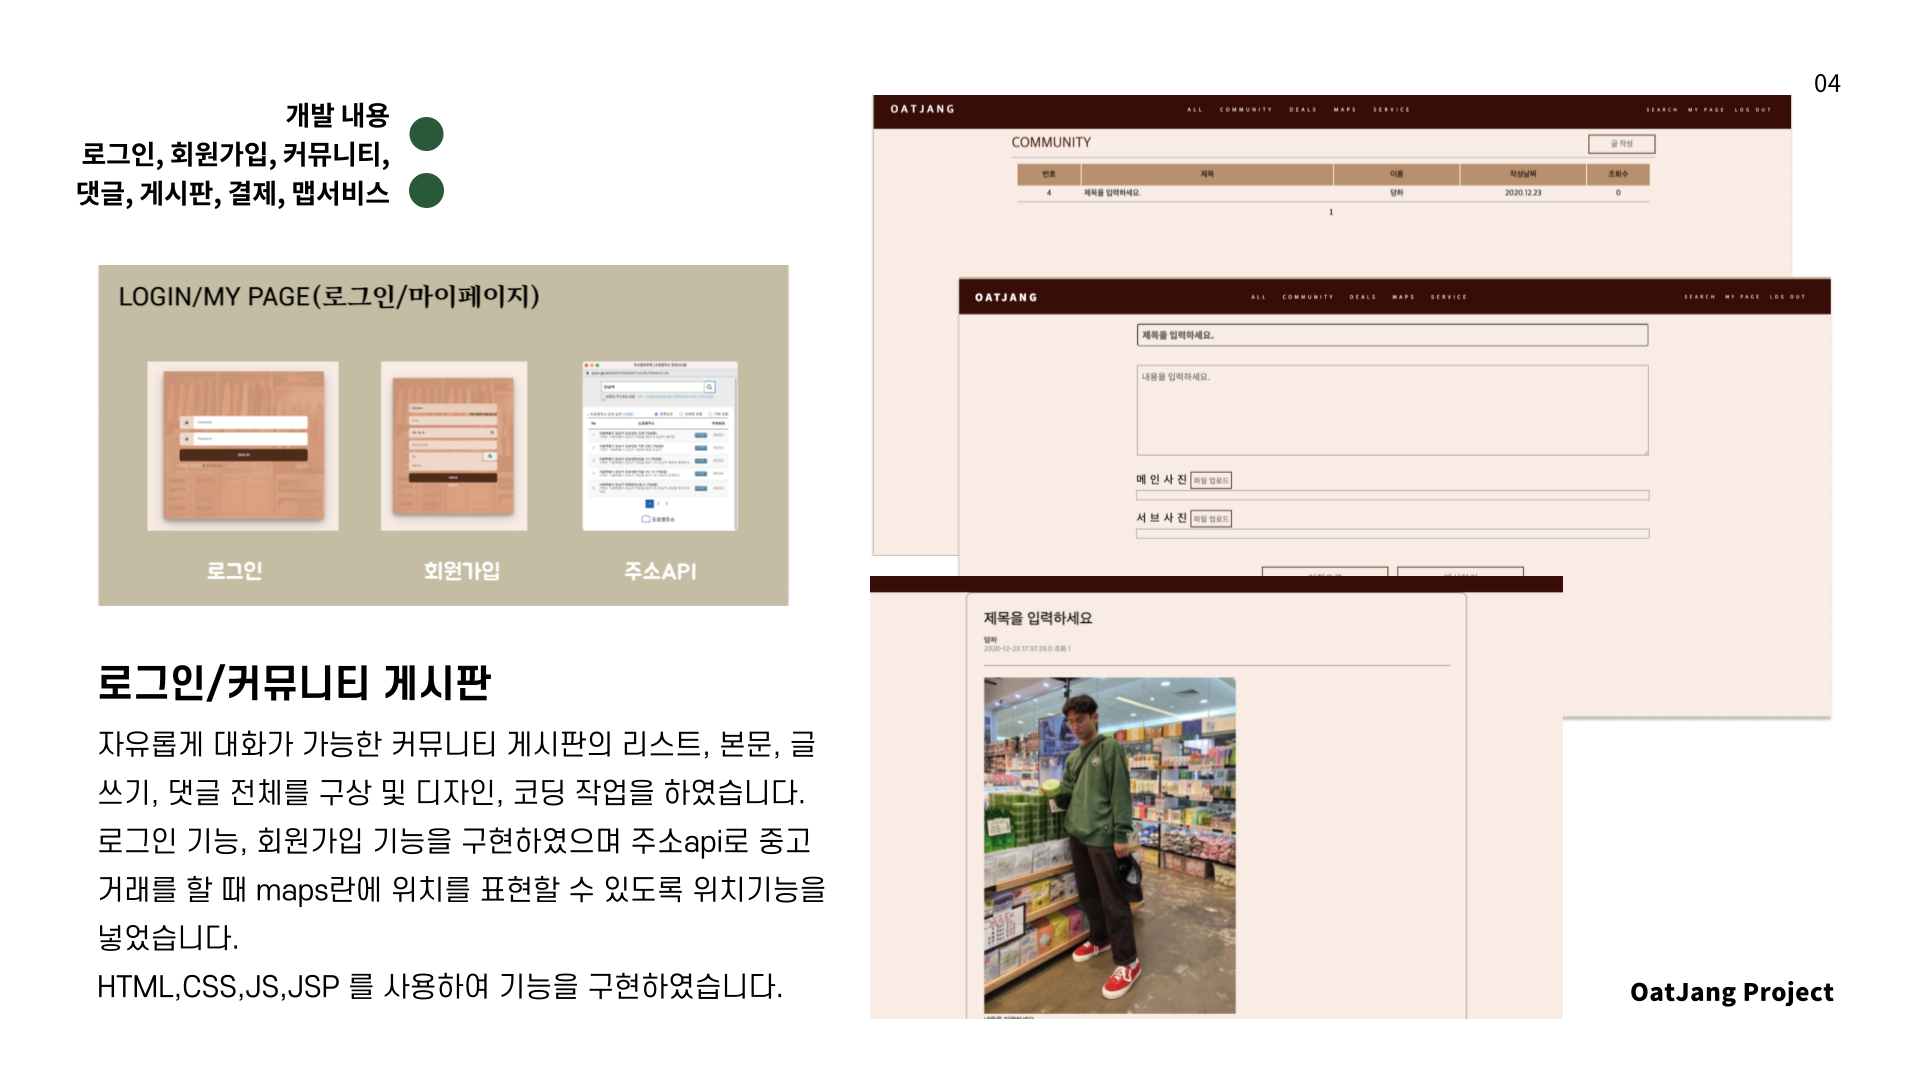 04
개발 내용
로그인, 회원가입, 커뮤니티,
댓글, 게시판, 결제, 맵서비스
LOGIN/MY PAGE(로그인/마이페이지)
로그인 회원가입 주소API
로그인/커뮤니티 게시판
자유롭게 대화가 가능한 커뮤니티 게시판의 리스트, 본문, 글
쓰기, 댓글 전체를 구상 및 디자인, 코딩 작업을 하였습니다.
로그인 기능, 회원가입 기능을 구현하였으며 주소api로 중고
거래를 할 때 maps란에 위치를 표현할 수 있도록 위치기능을
넣었습니다.
HTML,CSS,JS,JSP 를 사용하여 기능을 구현하였습니다.
OATJANG ALL COMMUNITY DEALS MAPS SERVICE SEARCH MY PAGE LOG OUT
COMMUNITY 글 작성
번호 제목 이름 작성날짜 조회수
4 제목을 입력하세요. 덤하 2020.12.23 0
1
OATJANG ALL COMMUNITY DEALS MAPS SERVICE SEARCH MY PAGE LOG OUT
제목을 입력하세요.
내용을 입력하세요.
메인사진 파일 업로드
서브사진 파일 업로드
제목을 입력하세요
덤하
2020-12-23 17:37:29.0 조회 1
OatJang Project